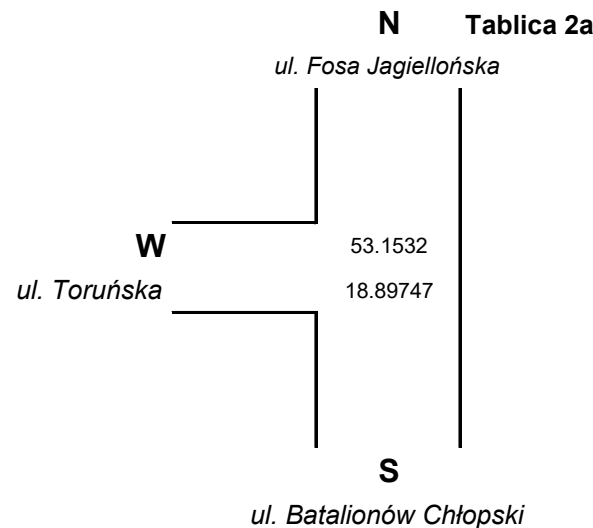 N Tablica 2a
ul. Fosa Jagiellońska
W 53.1532
ul. Toruńska 18.89747
S
ul. Batalionów Chłopski